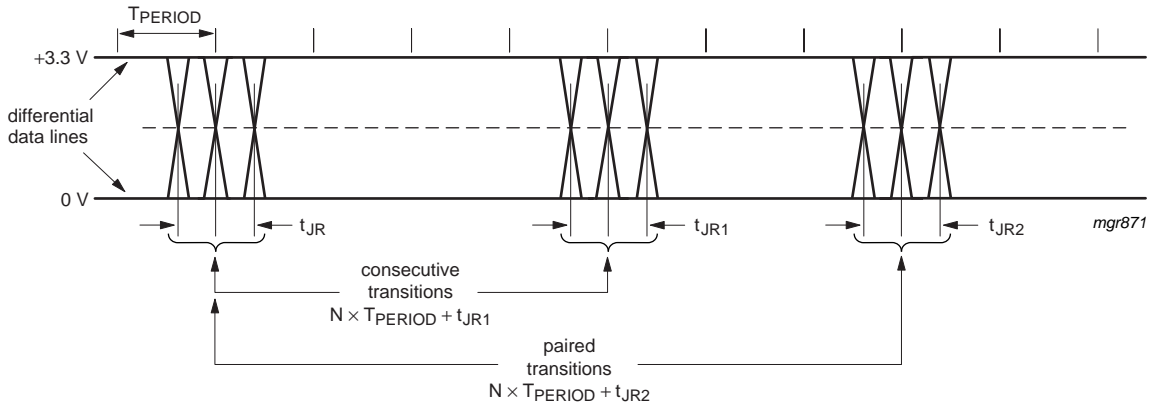 TPERIOD
+3.3 V
differential
data lines
0 V
tJR
tJR1
tJR2
mgr871
consecutive
transitions
N × TPERIOD + tJR1
paired
transitions
N × TPERIOD + tJR2